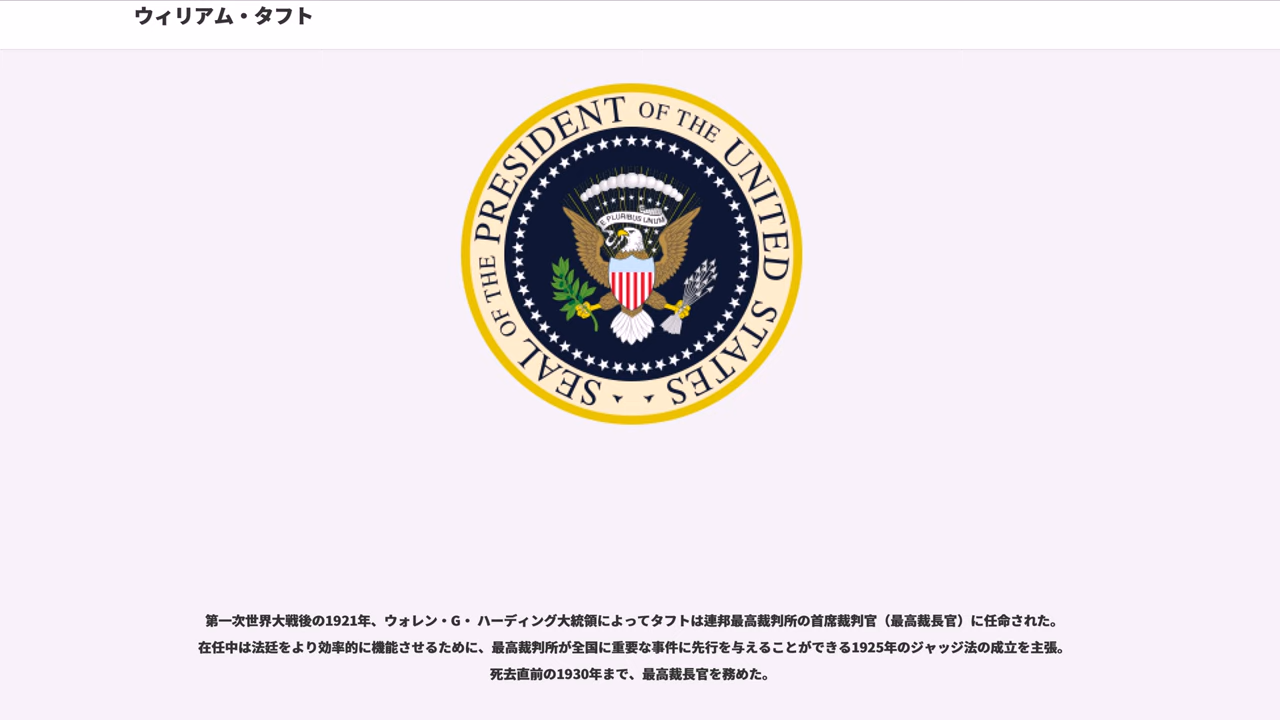 ウィリアム・タフト
SEAL OF THE PRESIDENT OF THE UNITED STATES
E PLURIBUS UNUM
第一次世界大戦後の1921年、ウォレン・G・ ハーディング大統領によってタフトは連邦最高裁判所の首席裁判官（最高裁長官）に任命された。
在任中は法廷をより効率的に機能させるために、最高裁判所が全国に重要な事件に先行を与えることができる1925年のジャッジ法の成立を主張。
死去直前の1930年まで、最高裁長官を務めた。